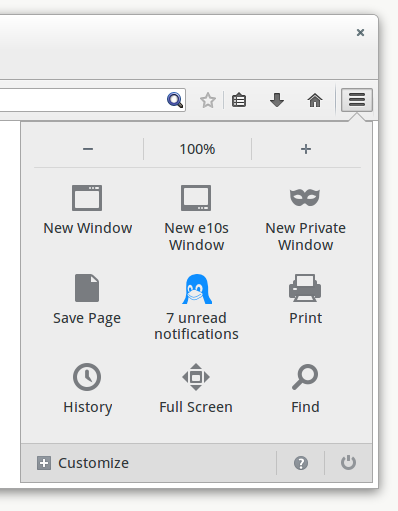 100%
New Window
New e10s
Window
New Private
Window
Save Page
7 unread
notifications
Print
History
Full Screen
Find
Customize